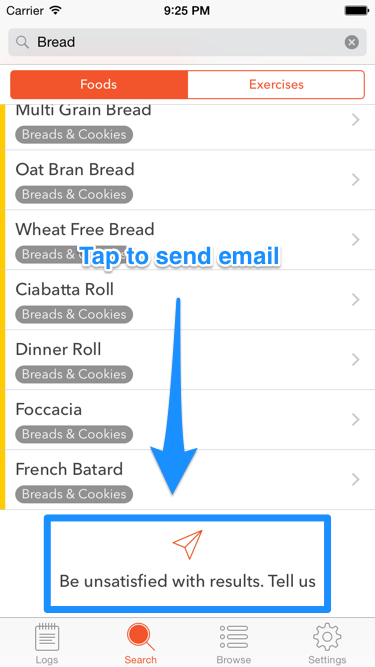 Carrier 9:25 PM
Bread
Foods Exercises
Multi Grain Bread
Breads & Cookies
Oat Bran Bread
Breads & Cookies
Wheat Free Bread
Breads & Cookies
Tap to send email
Ciabatta Roll
Breads & Cookies
Dinner Roll
Breads & Cookies
Foccacia
Breads & Cookies
French Batard
Breads & Cookies
Be unsatisfied with results. Tell us
Logs Search Browse Settings